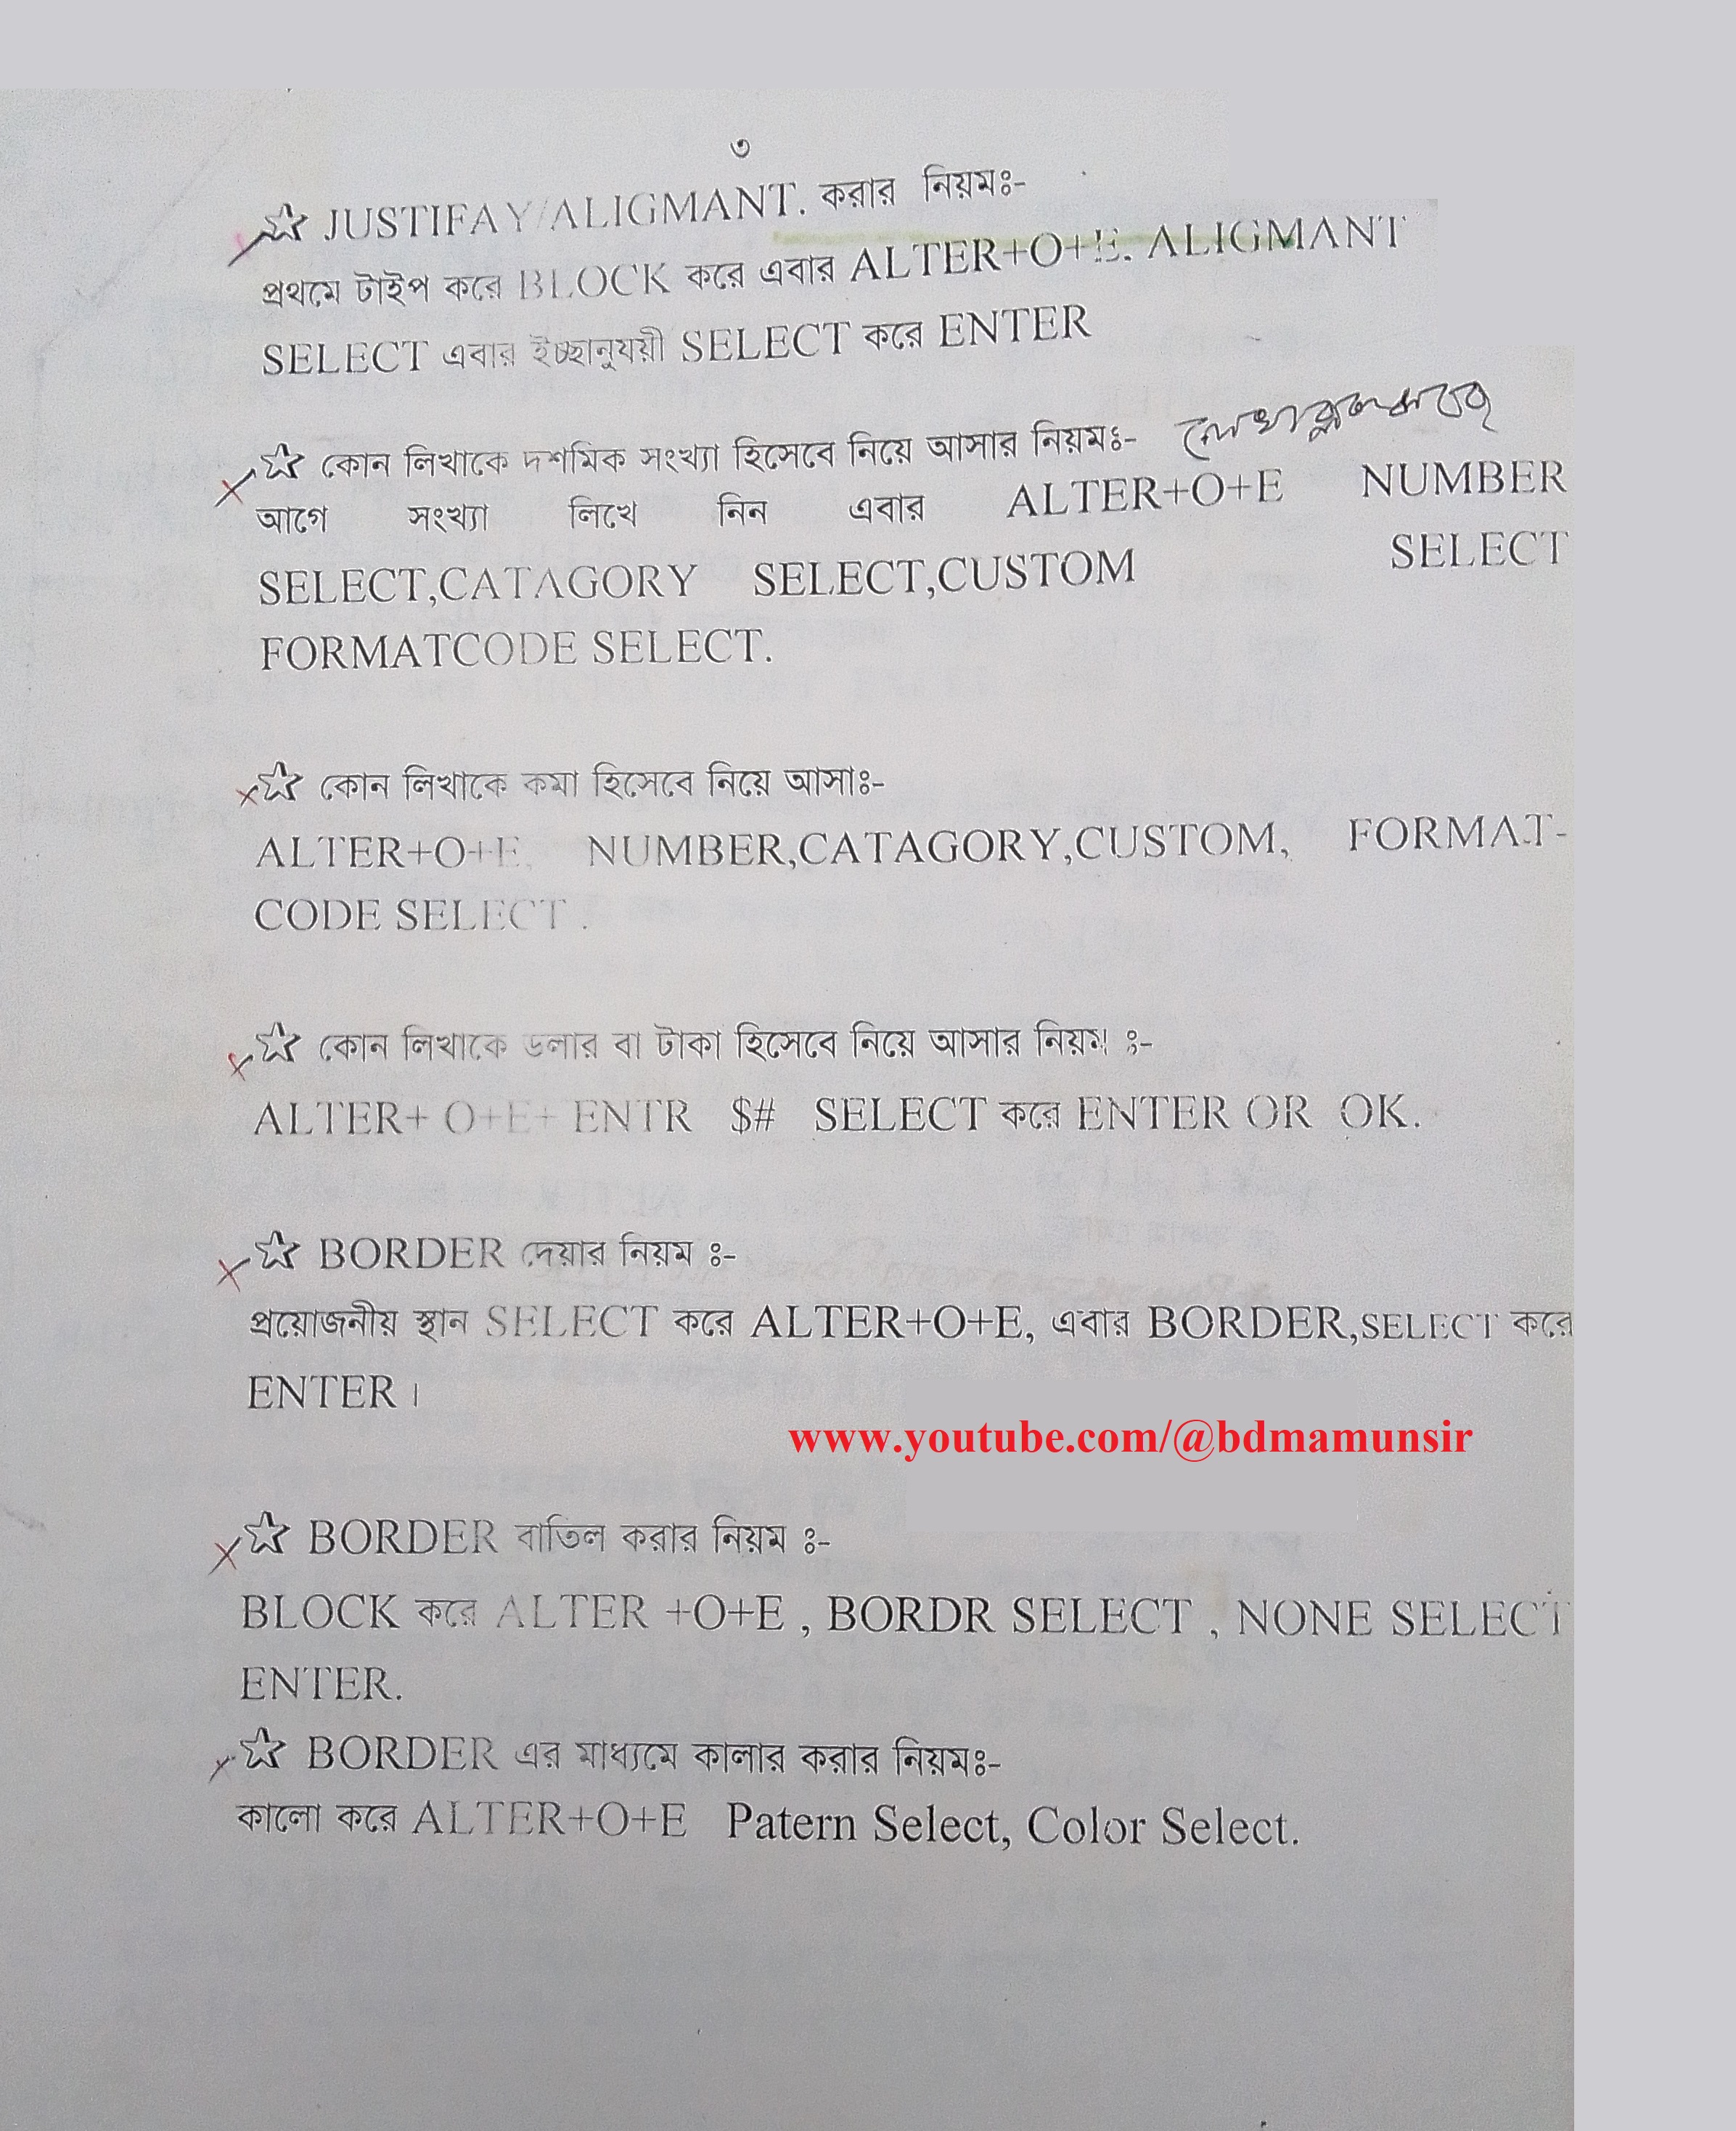 ৩
☆ JUSTIFAY/ALIGMANT. করার নিয়মঃ-
প্রথমে টাইপ করে BLOCK করে এবার ALTER+O+E. ALIGMANT
SELECT এবার ইচ্ছানুযয়ী SELECT করে ENTER
☆ কোন লিখাকে দশমিক সংখ্যা হিসেবে নিয়ে আসার নিয়মঃ-
আগে সংখ্যা লিখে নিন এবার ALTER+O+E NUMBER
SELECT,CATAGORY SELECT,CUSTOM SELECT
FORMATCODE SELECT.
☆ কোন লিখাকে কমা হিসেবে নিয়ে আসাঃ-
ALTER+O+E, NUMBER,CATAGORY,CUSTOM, FORMAT-
CODE SELECT .
☆ কোন লিখাকে ডলার বা টাকা হিসেবে নিয়ে আসার নিয়ম ঃ-
ALTER+ O+E+ ENTR $# SELECT করে ENTER OR OK.
☆ BORDER দেয়ার নিয়ম ঃ-
প্রয়োজনীয় স্থান SELECT করে ALTER+O+E, এবার BORDER,SELECT করে
ENTER।
www.youtube.com/@bdmamunsir
☆ BORDER বাতিল করার নিয়ম ঃ-
BLOCK করে ALTER +O+E , BORDR SELECT , NONE SELECT
ENTER.
☆ BORDER এর মাধ্যমে কালার করার নিয়মঃ-
কালো করে ALTER+O+E Patern Select, Color Select.